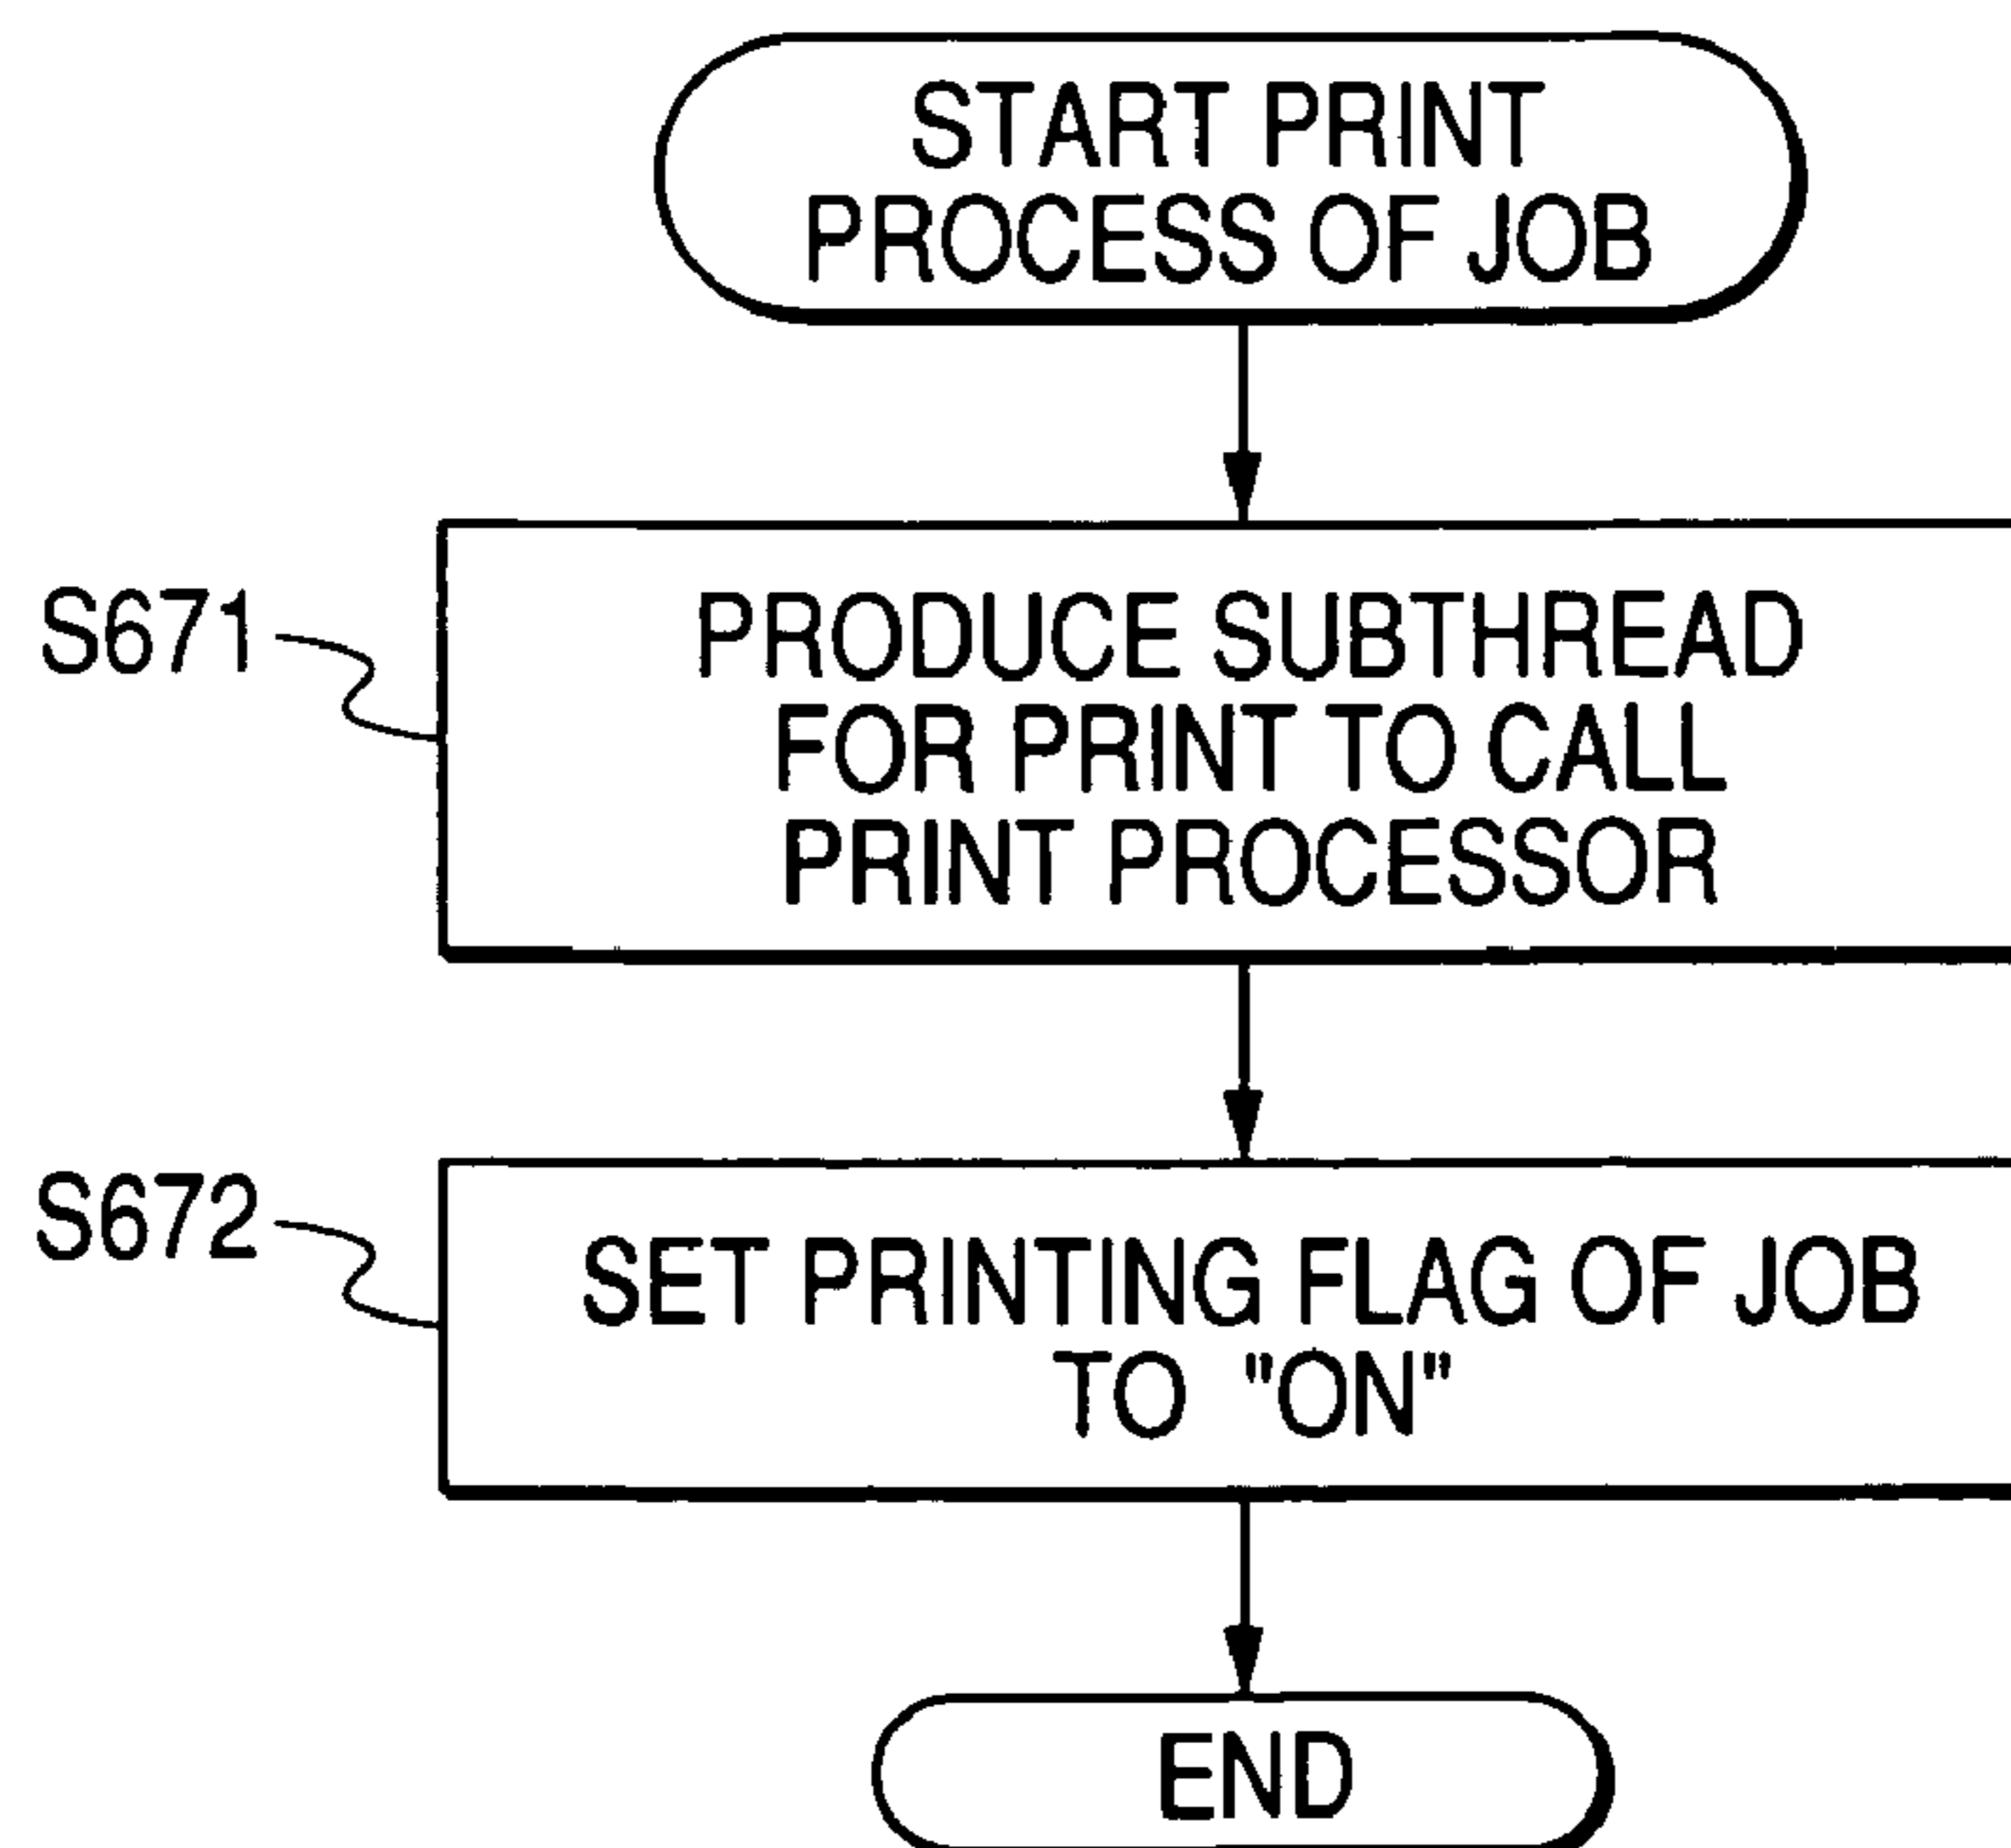 START PRINT
PROCESS OF JOB
S671
PRODUCE SUBTHREAD
FOR PRINT TO CALL
PRINT PROCESSOR
S672
SET PRINTING FLAG OF JOB
TO "ON"
END